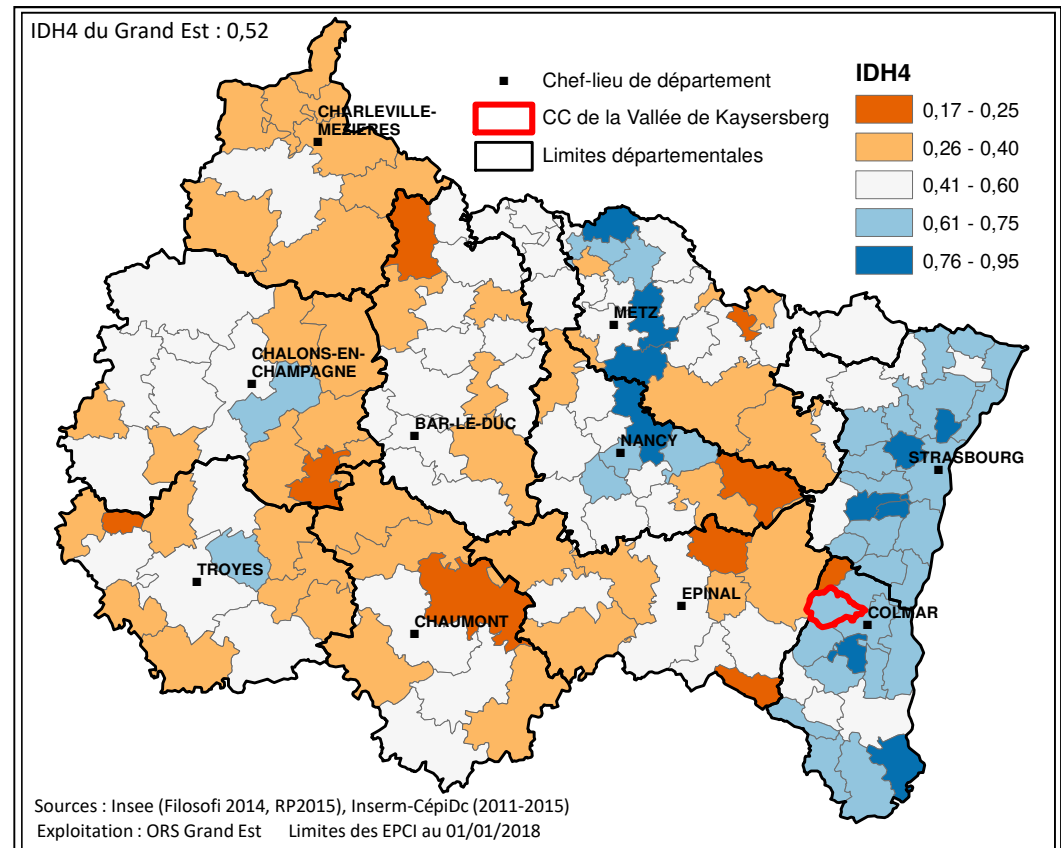 IDH4 du Grand Est : 0,52
Chef-lieu de département
CC de la Vallée de Kaysersberg
Limites départementales
IDH4
0,17 - 0,25
0,26 - 0,40
0,41 - 0,60
0,61 - 0,75
0,76 - 0,95
CHARLEVILLE-
MEZIERES
METZ
CHALONS-EN-
CHAMPAGNE
BAR-LE-DUC
NANCY
STRASBOURG
TROYES
EPINAL
CHAUMONT
COLMAR
Sources : Insee (Filosofi 2014, RP2015), Inserm-CépiDc (2011-2015)
Exploitation : ORS Grand Est Limites des EPCI au 01/01/2018